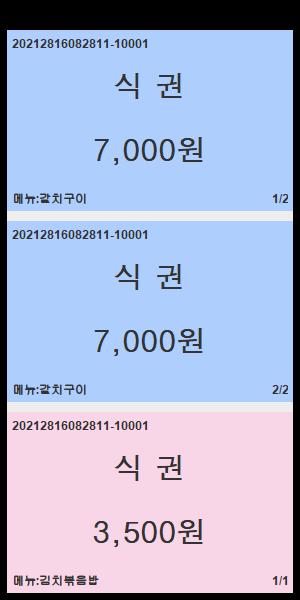 20212816082811-10001
식 권
7,000원
메뉴:갈치구이 1/2
20212816082811-10001
식 권
7,000원
메뉴:갈치구이 2/2
20212816082811-10001
식 권
3,500원
메뉴:김치볶음밥 1/1